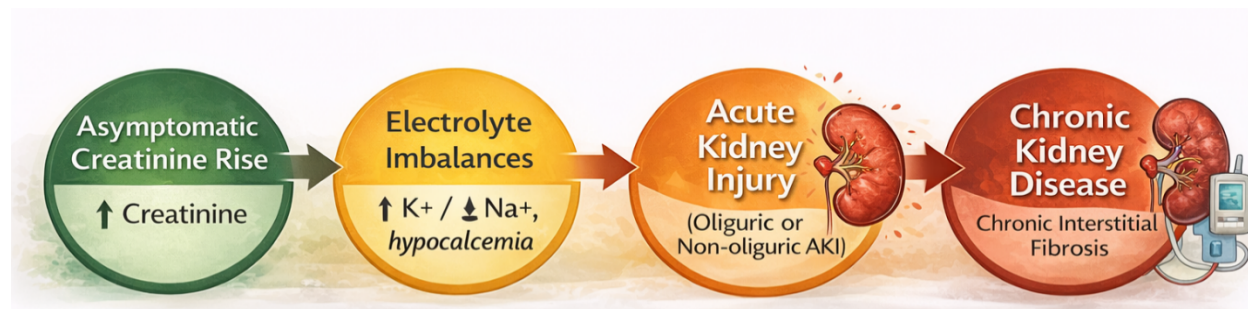 Asymptomatic
Creatinine Rise
↑ Creatinine
Electrolyte
Imbalances
↑ K+ / ⬇ Na+,
hypocalcemia
Acute
Kidney
Injury
(Oliguric or
Non-oliguric AKI)
Chronic
Kidney
Disease
Chronic Interstitial
Fibrosis